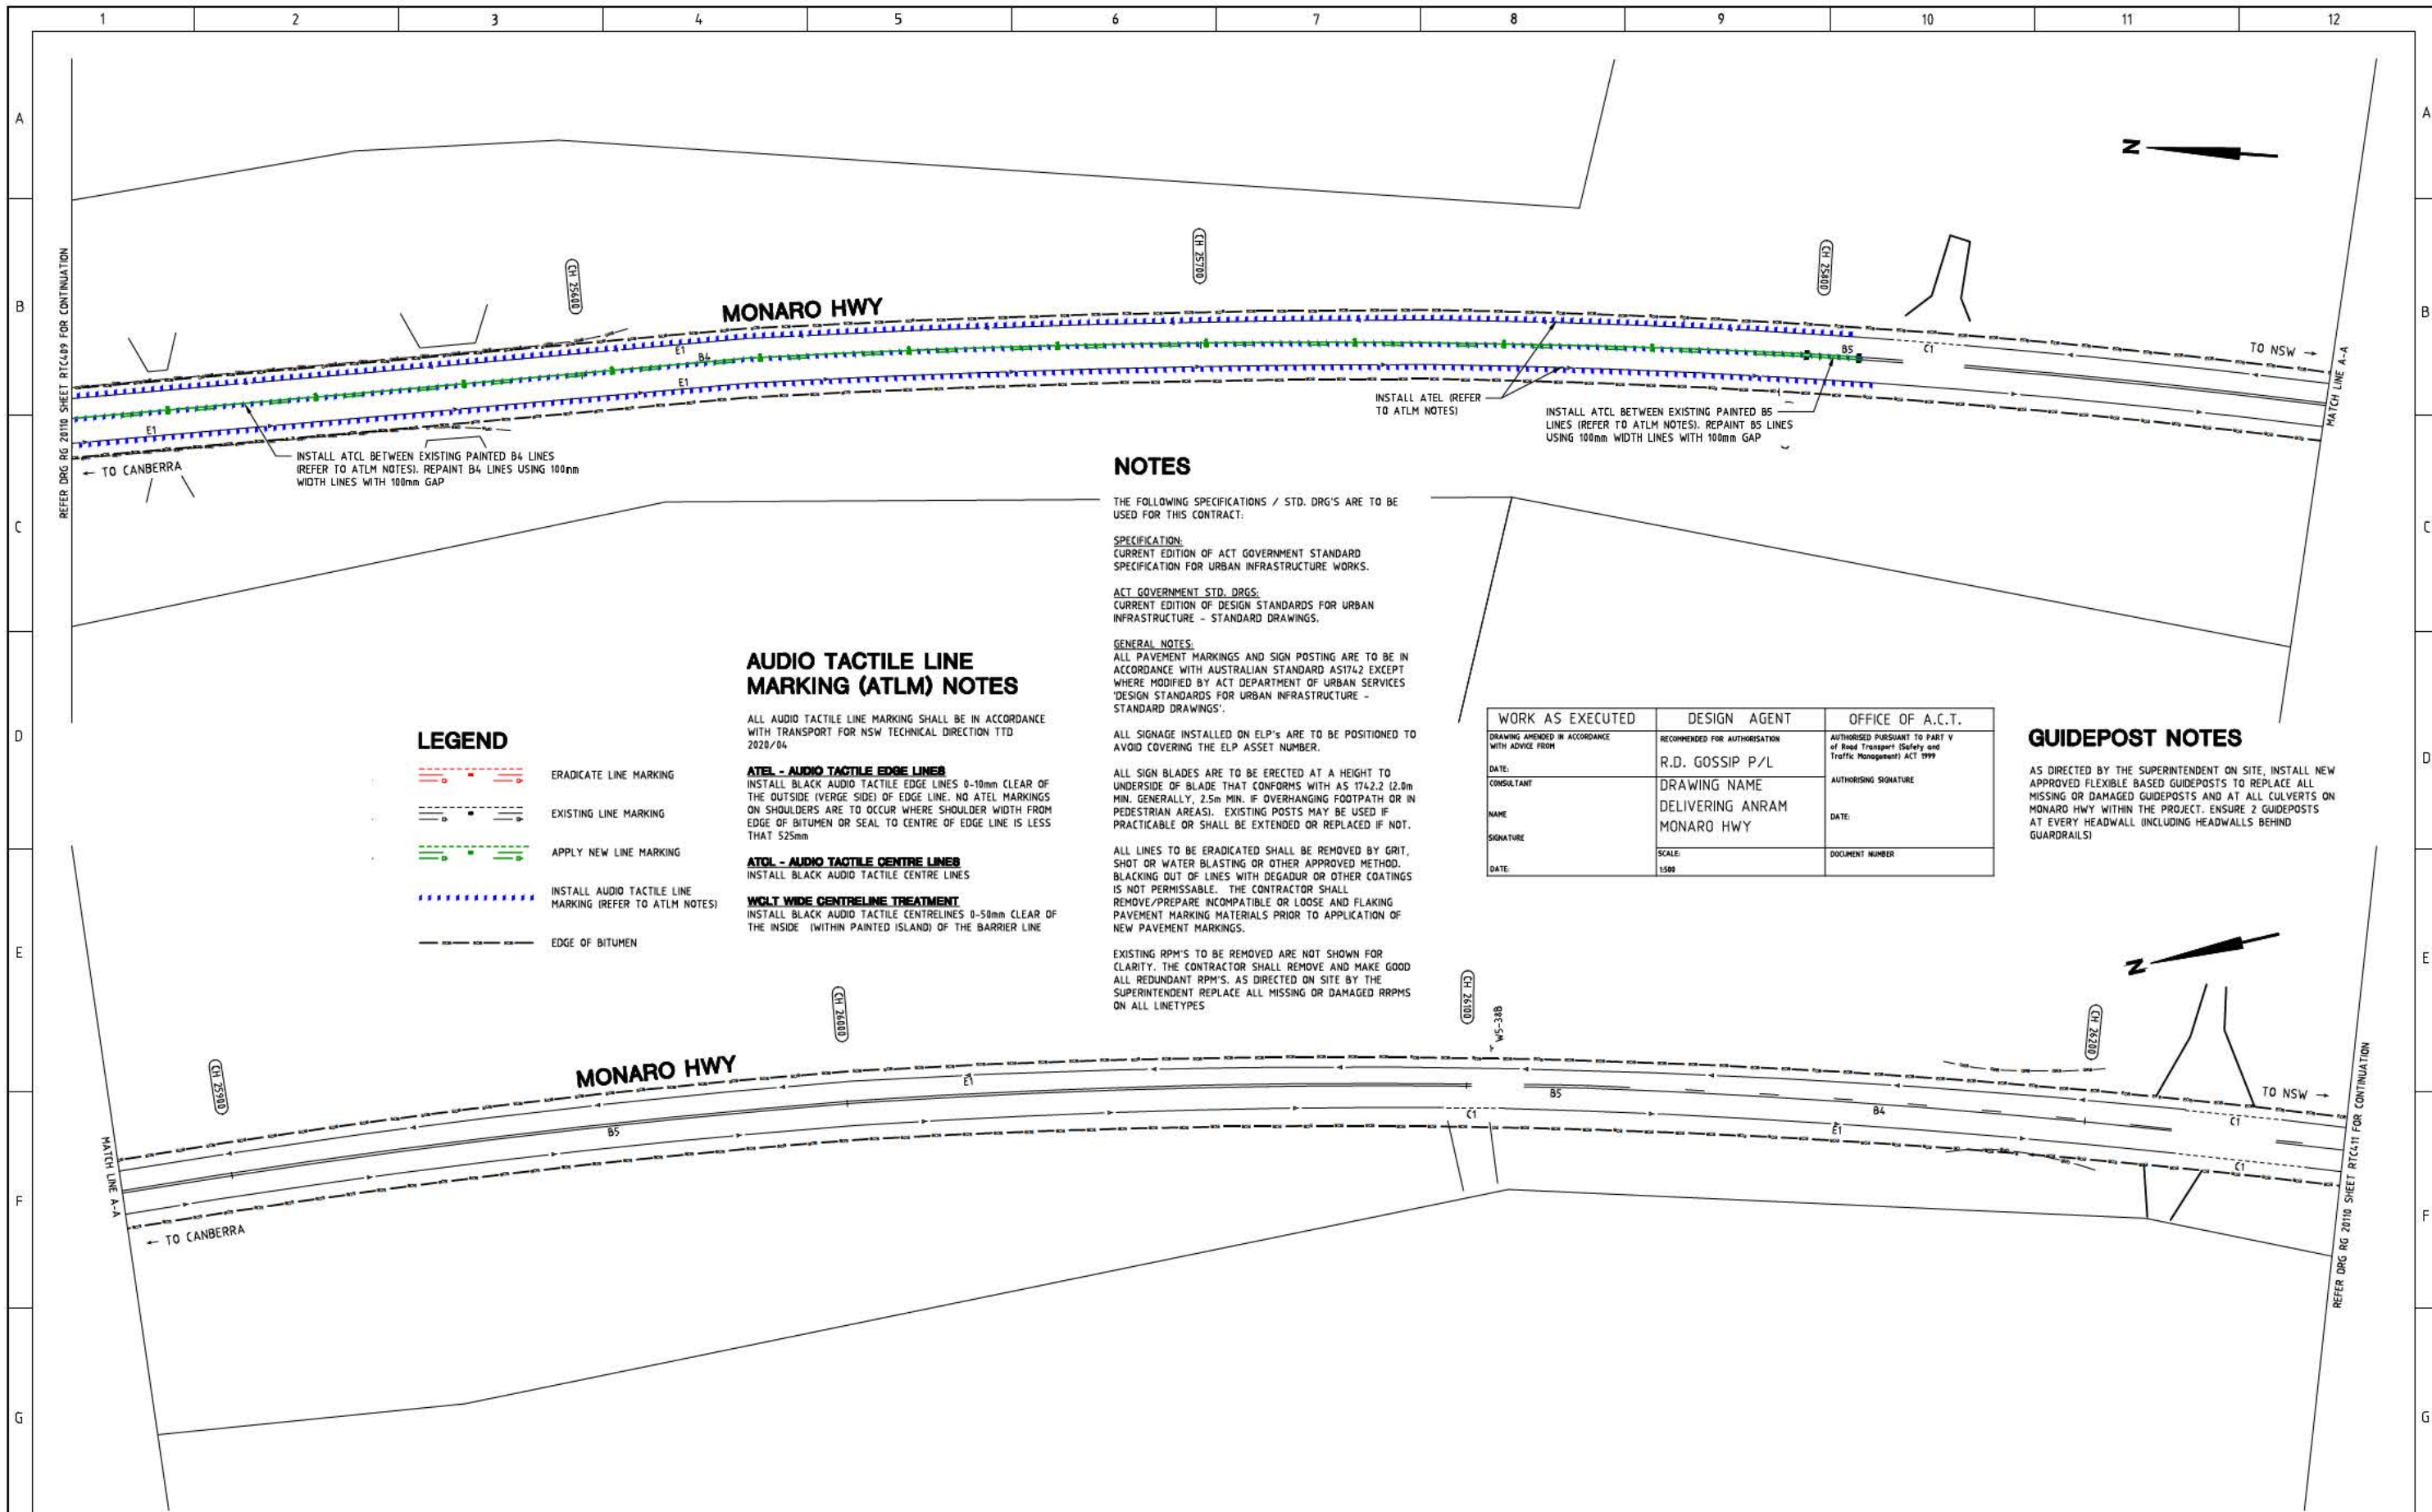 1 2 3 4 5 6 7 8 9 10 11 12
A
A
B
B
C
C
D
D
E
E
F
F
G
G
REFER DRG RG 20110 SHEET RTC409 FOR CONTINUATION
N
CH 25600
CH 25700
CH 25800
MONARO HWY
E1
B4
E1
E1
B5
C1
TO NSW →
MATCH LINE A-A
← TO CANBERRA
INSTALL ATCL BETWEEN EXISTING PAINTED B4 LINES
(REFER TO ATLM NOTES). REPAINT B4 LINES USING 100mm
WIDTH LINES WITH 100mm GAP
INSTALL ATEL (REFER
TO ATLM NOTES)
INSTALL ATCL BETWEEN EXISTING PAINTED B5
LINES (REFER TO ATLM NOTES). REPAINT B5 LINES
USING 100mm WIDTH LINES WITH 100mm GAP
LEGEND
ERADICATE LINE MARKING
EXISTING LINE MARKING
APPLY NEW LINE MARKING
INSTALL AUDIO TACTILE LINE
MARKING (REFER TO ATLM NOTES)
EDGE OF BITUMEN
AUDIO TACTILE LINE
MARKING (ATLM) NOTES
ALL AUDIO TACTILE LINE MARKING SHALL BE IN ACCORDANCE
WITH TRANSPORT FOR NSW TECHNICAL DIRECTION TTD
2020/04
ATEL - AUDIO TACTILE EDGE LINES
INSTALL BLACK AUDIO TACTILE EDGE LINES 0-10mm CLEAR OF
THE OUTSIDE (VERGE SIDE) OF EDGE LINE. NO ATEL MARKINGS
ON SHOULDERS ARE TO OCCUR WHERE SHOULDER WIDTH FROM
EDGE OF BITUMEN OR SEAL TO CENTRE OF EDGE LINE IS LESS
THAT 525mm
ATCL - AUDIO TACTILE CENTRE LINES
INSTALL BLACK AUDIO TACTILE CENTRE LINES
WCLT WIDE CENTRELINE TREATMENT
INSTALL BLACK AUDIO TACTILE CENTRELINES 0-50mm CLEAR OF
THE INSIDE (WITHIN PAINTED ISLAND) OF THE BARRIER LINE
NOTES
THE FOLLOWING SPECIFICATIONS / STD. DRG'S ARE TO BE
USED FOR THIS CONTRACT:
SPECIFICATION:
CURRENT EDITION OF ACT GOVERNMENT STANDARD
SPECIFICATION FOR URBAN INFRASTRUCTURE WORKS.
ACT GOVERNMENT STD. DRGS:
CURRENT EDITION OF DESIGN STANDARDS FOR URBAN
INFRASTRUCTURE - STANDARD DRAWINGS.
GENERAL NOTES:
ALL PAVEMENT MARKINGS AND SIGN POSTING ARE TO BE IN
ACCORDANCE WITH AUSTRALIAN STANDARD AS1742 EXCEPT
WHERE MODIFIED BY ACT DEPARTMENT OF URBAN SERVICES
'DESIGN STANDARDS FOR URBAN INFRASTRUCTURE -
STANDARD DRAWINGS'.
ALL SIGNAGE INSTALLED ON ELP's ARE TO BE POSITIONED TO
AVOID COVERING THE ELP ASSET NUMBER.
ALL SIGN BLADES ARE TO BE ERECTED AT A HEIGHT TO
UNDERSIDE OF BLADE THAT CONFORMS WITH AS 1742.2 (2.0m
MIN. GENERALLY, 2.5m MIN. IF OVERHANGING FOOTPATH OR IN
PEDESTRIAN AREAS). EXISTING POSTS MAY BE USED IF
PRACTICABLE OR SHALL BE EXTENDED OR REPLACED IF NOT.
ALL LINES TO BE ERADICATED SHALL BE REMOVED BY GRIT,
SHOT OR WATER BLASTING OR OTHER APPROVED METHOD.
BLACKING OUT OF LINES WITH DEGADUR OR OTHER COATINGS
IS NOT PERMISSABLE. THE CONTRACTOR SHALL
REMOVE/PREPARE INCOMPATIBLE OR LOOSE AND FLAKING
PAVEMENT MARKING MATERIALS PRIOR TO APPLICATION OF
NEW PAVEMENT MARKINGS.
EXISTING RPM'S TO BE REMOVED ARE NOT SHOWN FOR
CLARITY. THE CONTRACTOR SHALL REMOVE AND MAKE GOOD
ALL REDUNDANT RPM'S. AS DIRECTED ON SITE BY THE
SUPERINTENDENT REPLACE ALL MISSING OR DAMAGED RRPMS
ON ALL LINETYPES
WORK AS EXECUTED
DRAWING AMENDED IN ACCORDANCE
WITH ADVICE FROM
DATE:
CONSULTANT
NAME
SIGNATURE
DATE:
DESIGN AGENT
RECOMMENDED FOR AUTHORISATION
R.D. GOSSIP P/L
DRAWING NAME
DELIVERING ANRAM
MONARO HWY
SCALE:
1:500
OFFICE OF A.C.T.
AUTHORISED PURSUANT TO PART V
of Road Transport (Safety and
Traffic Management) ACT 1999
AUTHORISING SIGNATURE
DATE:
DOCUMENT NUMBER
GUIDEPOST NOTES
AS DIRECTED BY THE SUPERINTENDENT ON SITE, INSTALL NEW
APPROVED FLEXIBLE BASED GUIDEPOSTS TO REPLACE ALL
MISSING OR DAMAGED GUIDEPOSTS AND AT ALL CULVERTS ON
MONARO HWY WITHIN THE PROJECT. ENSURE 2 GUIDEPOSTS
AT EVERY HEADWALL (INCLUDING HEADWALLS BEHIND
GUARDRAILS)
N
CH 25900
CH 26000
CH 26100
W5-38B
CH 26200
MONARO HWY
E1
B5
C1
B5
B4
E1
C1
C1
TO NSW →
MATCH LINE A-A
← TO CANBERRA
REFER DRG RG 20110 SHEET RTC411 FOR CONTINUATION